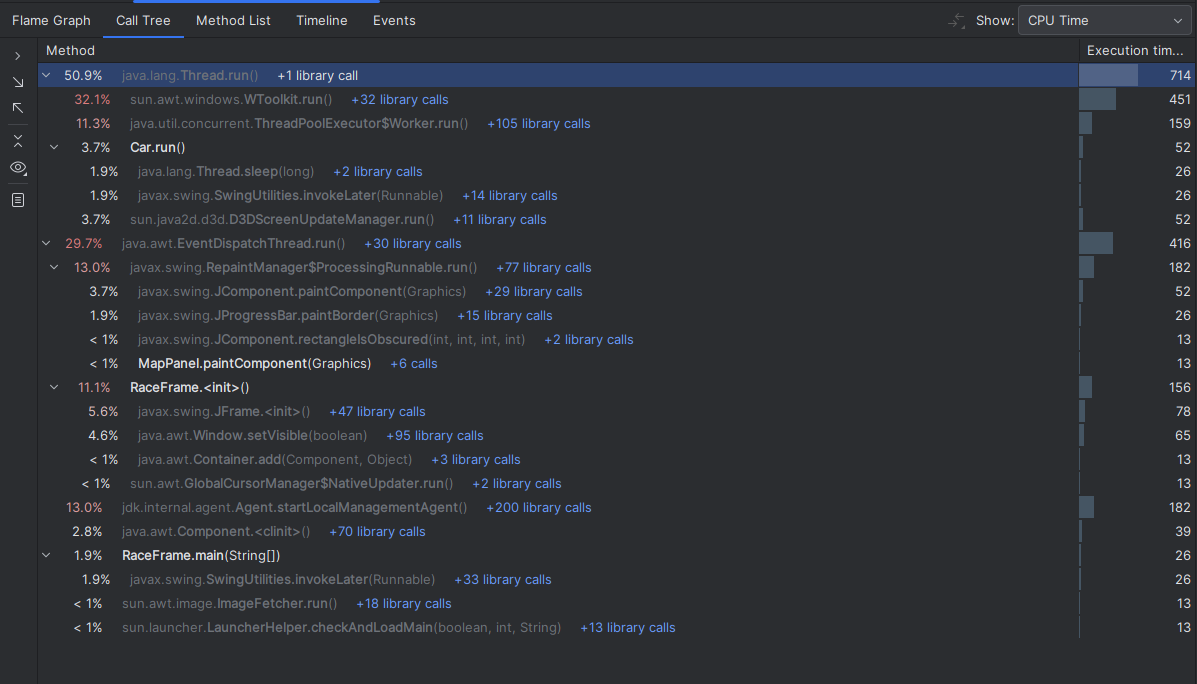 Flame Graph Call Tree Method List Timeline Events Show: CPU Time
Method Execution tim...
50.9% java.lang.Thread.run() +1 library call 714
32.1% sun.awt.windows.WToolkit.run() +32 library calls 451
11.3% java.util.concurrent.ThreadPoolExecutor$Worker.run() +105 library calls 159
3.7% Car.run() 52
1.9% java.lang.Thread.sleep(long) +2 library calls 26
1.9% javax.swing.SwingUtilities.invokeLater(Runnable) +14 library calls 26
3.7% sun.java2d.d3d.D3DScreenUpdateManager.run() +11 library calls 52
29.7% java.awt.EventDispatchThread.run() +30 library calls 416
13.0% javax.swing.RepaintManager$ProcessingRunnable.run() +77 library calls 182
3.7% javax.swing.JComponent.paintComponent(Graphics) +29 library calls 52
1.9% javax.swing.JProgressBar.paintBorder(Graphics) +15 library calls 26
< 1% javax.swing.JComponent.rectangleIsObscured(int, int, int, int) +2 library calls 13
< 1% MapPanel.paintComponent(Graphics) +6 calls 13
11.1% RaceFrame.<init>() 156
5.6% javax.swing.JFrame.<init>() +47 library calls 78
4.6% java.awt.Window.setVisible(boolean) +95 library calls 65
< 1% java.awt.Container.add(Component, Object) +3 library calls 13
< 1% sun.awt.GlobalCursorManager$NativeUpdater.run() +2 library calls 13
13.0% jdk.internal.agent.Agent.startLocalManagementAgent() +200 library calls 182
2.8% java.awt.Component.<clinit>() +70 library calls 39
1.9% RaceFrame.main(String[]) 26
1.9% javax.swing.SwingUtilities.invokeLater(Runnable) +33 library calls 26
< 1% sun.awt.image.ImageFetcher.run() +18 library calls 13
< 1% sun.launcher.LauncherHelper.checkAndLoadMain(boolean, int, String) +13 library calls 13